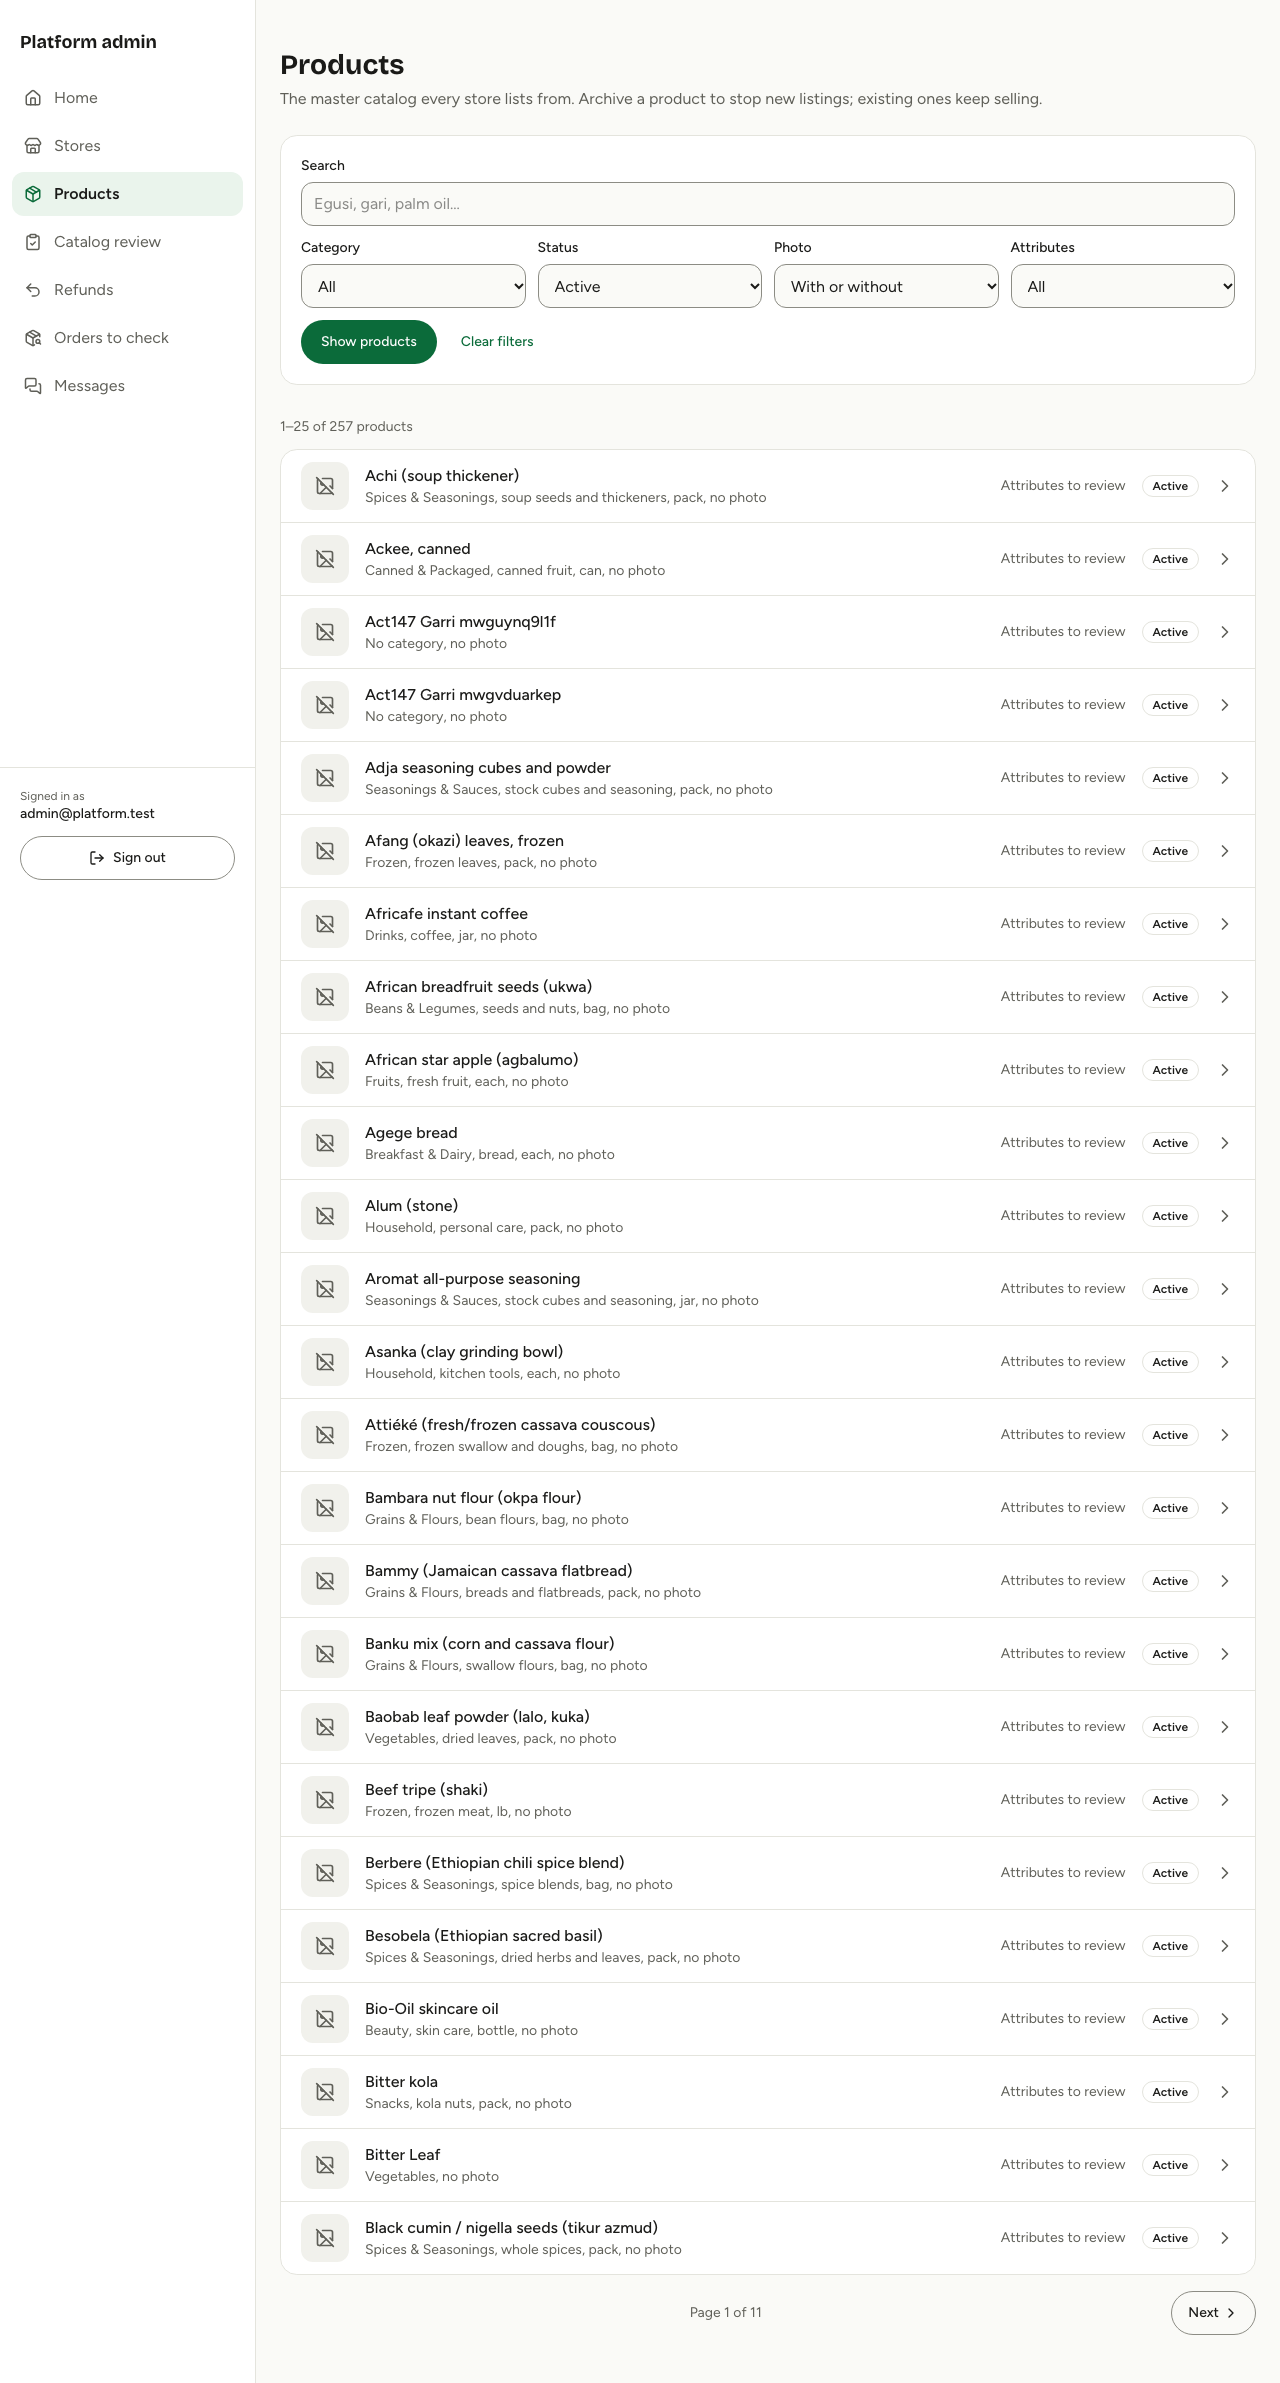 Platform admin
Home
Stores
Products
Catalog review
Refunds
Orders to check
Messages
Signed in as
admin@platform.test
Sign out
Products
The master catalog every store lists from. Archive a product to stop new listings; existing ones keep selling.
Search
Egusi, gari, palm oil...
Category Status Photo Attributes
All Active With or without All
Show products Clear filters
1–25 of 257 products
Achi (soup thickener)
Spices & Seasonings, soup seeds and thickeners, pack, no photo
Attributes to review Active
Ackee, canned
Canned & Packaged, canned fruit, can, no photo
Attributes to review Active
Act147 Garri mwguynq9l1f
No category, no photo
Attributes to review Active
Act147 Garri mwgvduarkep
No category, no photo
Attributes to review Active
Adja seasoning cubes and powder
Seasonings & Sauces, stock cubes and seasoning, pack, no photo
Attributes to review Active
Afang (okazi) leaves, frozen
Frozen, frozen leaves, pack, no photo
Attributes to review Active
Africafe instant coffee
Drinks, coffee, jar, no photo
Attributes to review Active
African breadfruit seeds (ukwa)
Beans & Legumes, seeds and nuts, bag, no photo
Attributes to review Active
African star apple (agbalumo)
Fruits, fresh fruit, each, no photo
Attributes to review Active
Agege bread
Breakfast & Dairy, bread, each, no photo
Attributes to review Active
Alum (stone)
Household, personal care, pack, no photo
Attributes to review Active
Aromat all-purpose seasoning
Seasonings & Sauces, stock cubes and seasoning, jar, no photo
Attributes to review Active
Asanka (clay grinding bowl)
Household, kitchen tools, each, no photo
Attributes to review Active
Attiéké (fresh/frozen cassava couscous)
Frozen, frozen swallow and doughs, bag, no photo
Attributes to review Active
Bambara nut flour (okpa flour)
Grains & Flours, bean flours, bag, no photo
Attributes to review Active
Bammy (Jamaican cassava flatbread)
Grains & Flours, breads and flatbreads, pack, no photo
Attributes to review Active
Banku mix (corn and cassava flour)
Grains & Flours, swallow flours, bag, no photo
Attributes to review Active
Baobab leaf powder (lalo, kuka)
Vegetables, dried leaves, pack, no photo
Attributes to review Active
Beef tripe (shaki)
Frozen, frozen meat, lb, no photo
Attributes to review Active
Berbere (Ethiopian chili spice blend)
Spices & Seasonings, spice blends, bag, no photo
Attributes to review Active
Besobela (Ethiopian sacred basil)
Spices & Seasonings, dried herbs and leaves, pack, no photo
Attributes to review Active
Bio-Oil skincare oil
Beauty, skin care, bottle, no photo
Attributes to review Active
Bitter kola
Snacks, kola nuts, pack, no photo
Attributes to review Active
Bitter Leaf
Vegetables, no photo
Attributes to review Active
Black cumin / nigella seeds (tikur azmud)
Spices & Seasonings, whole spices, pack, no photo
Attributes to review Active
Page 1 of 11
Next